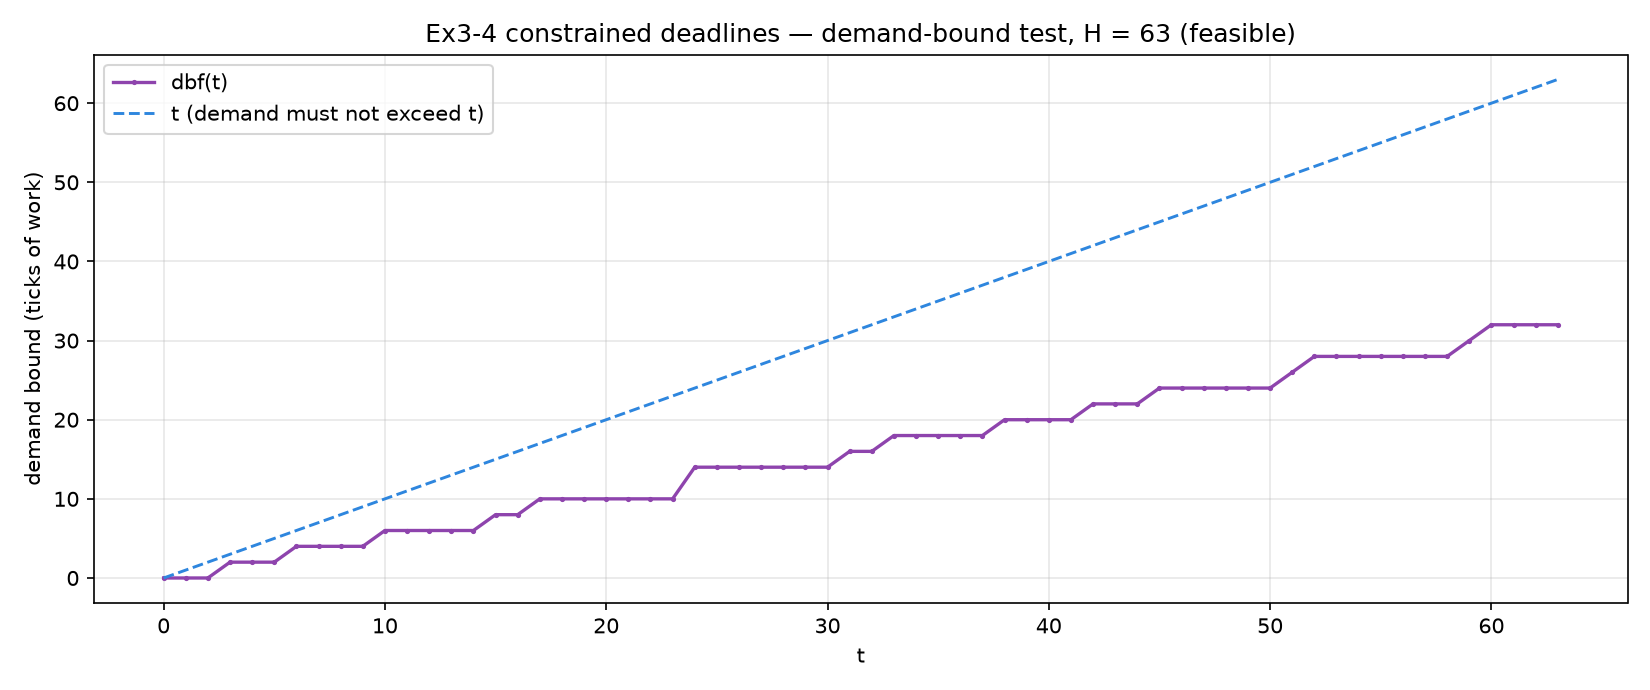 Ex3-4 constrained deadlines — demand-bound test, H = 63 (feasible)
dbf(t)
t (demand must not exceed t)
demand bound (ticks of work)
60
50
40
30
20
10
0
0 10 20 30 40 50 60
t